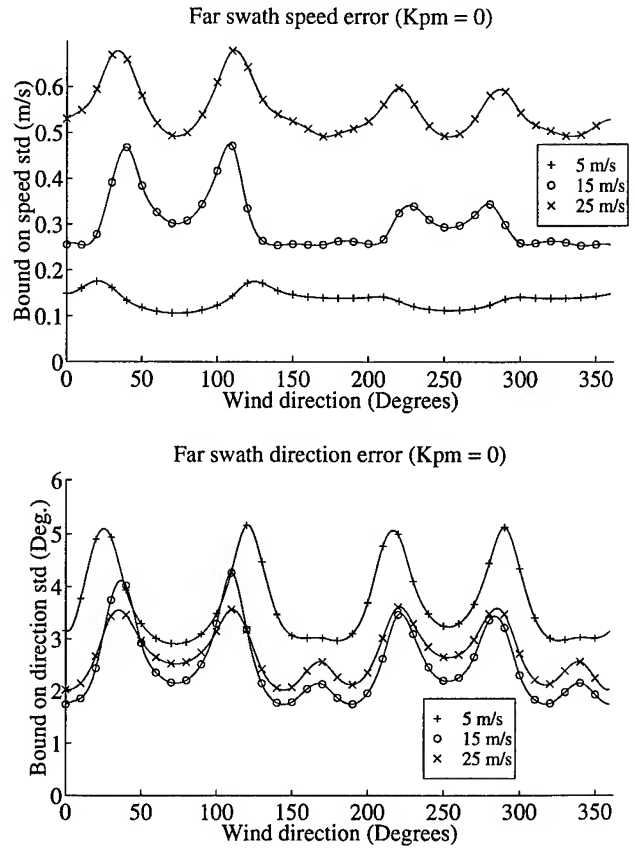 Far swath speed error (Kpm = 0)
Bound on speed std (m/s)
0.6
0.5
0.4
0.3
0.2
0.1
0
+ 5 m/s
o 15 m/s
× 25 m/s
0 50 100 150 200 250 300 350
Wind direction (Degrees)
Far swath direction error (Kpm = 0)
Bound on direction std (Deg.)
6
5
4
3
2
1
0
+ 5 m/s
o 15 m/s
× 25 m/s
0 50 100 150 200 250 300 350
Wind direction (Degrees)